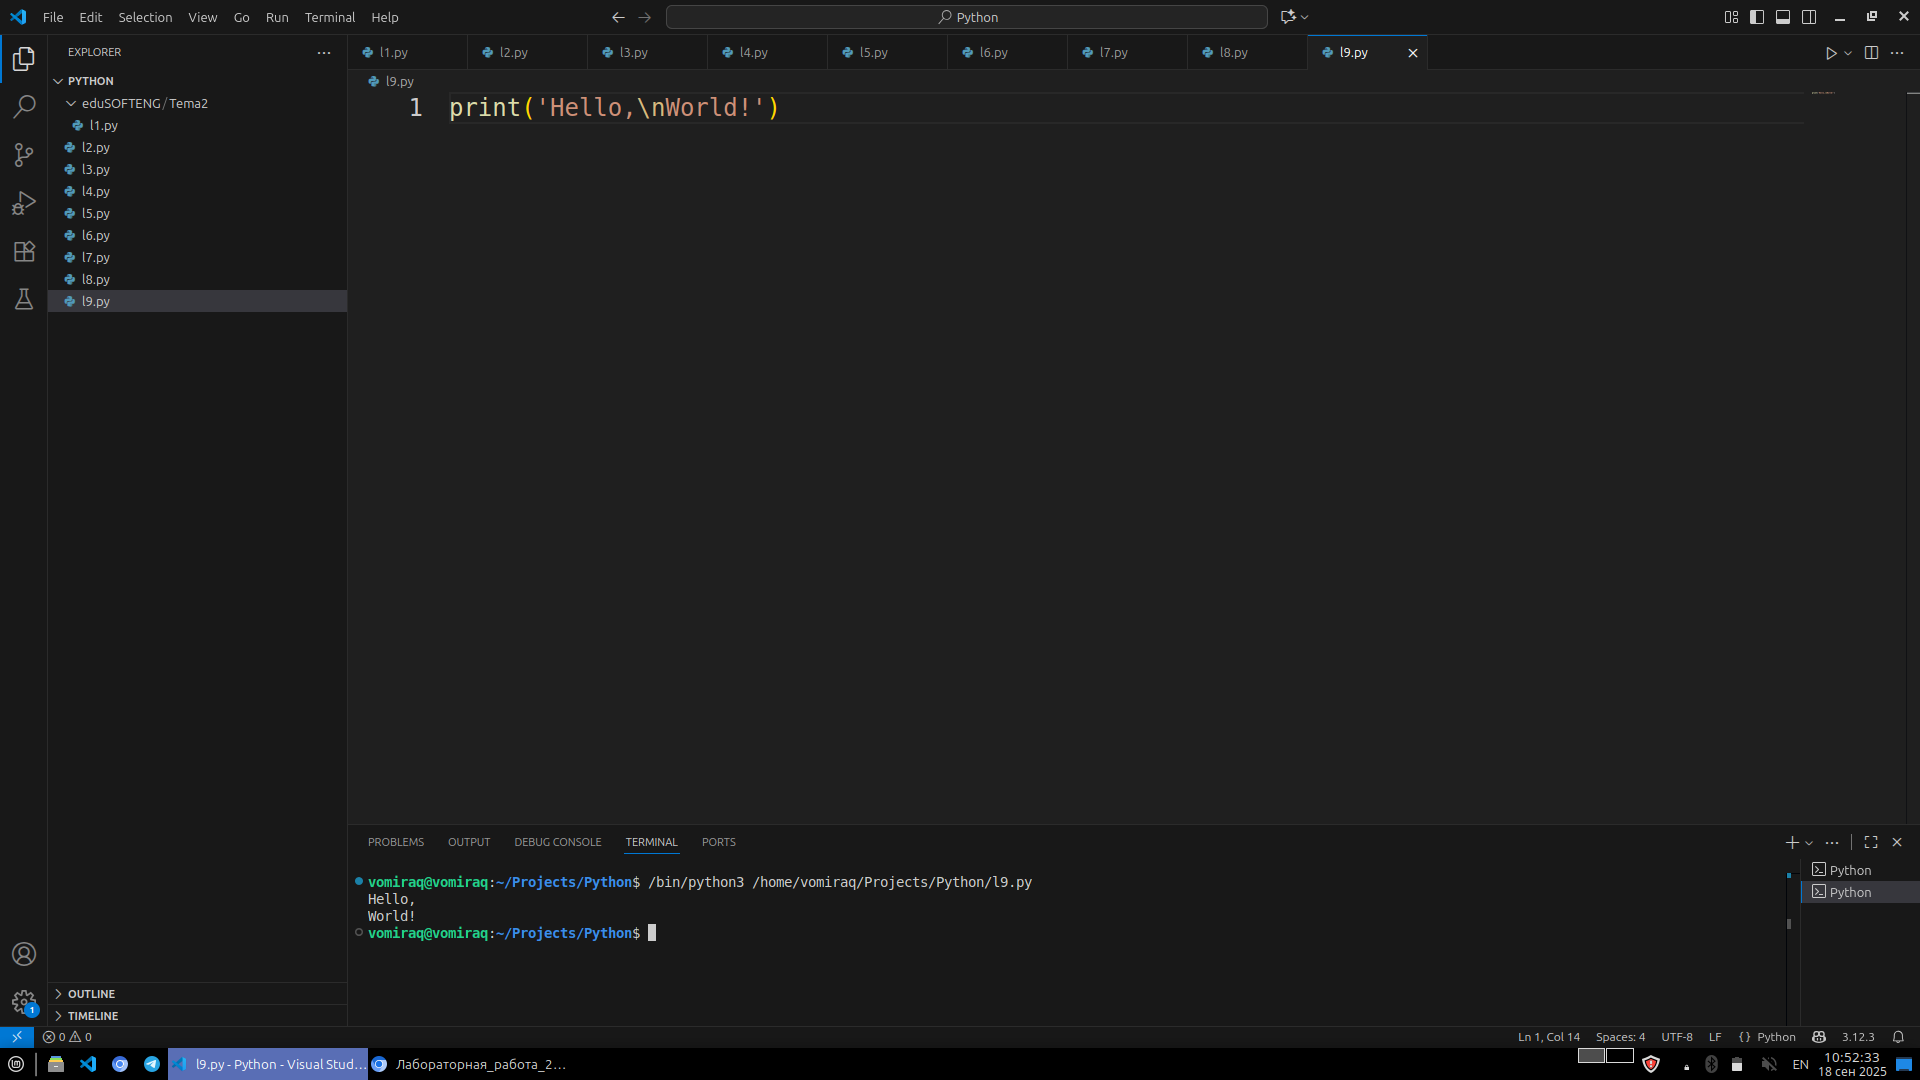 File Edit Selection View Go Run Terminal Help
Python
EXPLORER
PYTHON
eduSOFTENG / Tema2
l1.py
l2.py
l3.py
l4.py
l5.py
l6.py
l7.py
l8.py
l9.py
OUTLINE
TIMELINE
l1.py l2.py l3.py l4.py l5.py l6.py l7.py l8.py l9.py
l9.py
1 print('Hello,\nWorld!')
PROBLEMS OUTPUT DEBUG CONSOLE TERMINAL PORTS
vomiraq@vomiraq:~/Projects/Python$ /bin/python3 /home/vomiraq/Projects/Python/l9.py
Hello,
World!
vomiraq@vomiraq:~/Projects/Python$
Python
Python
1
0 0
Ln 1, Col 14 Spaces: 4 UTF-8 LF {} Python 3.12.3
l9.py - Python - Visual Stud...
Лабораторная_работа_2...
EN
10:52:33
18 сен 2025